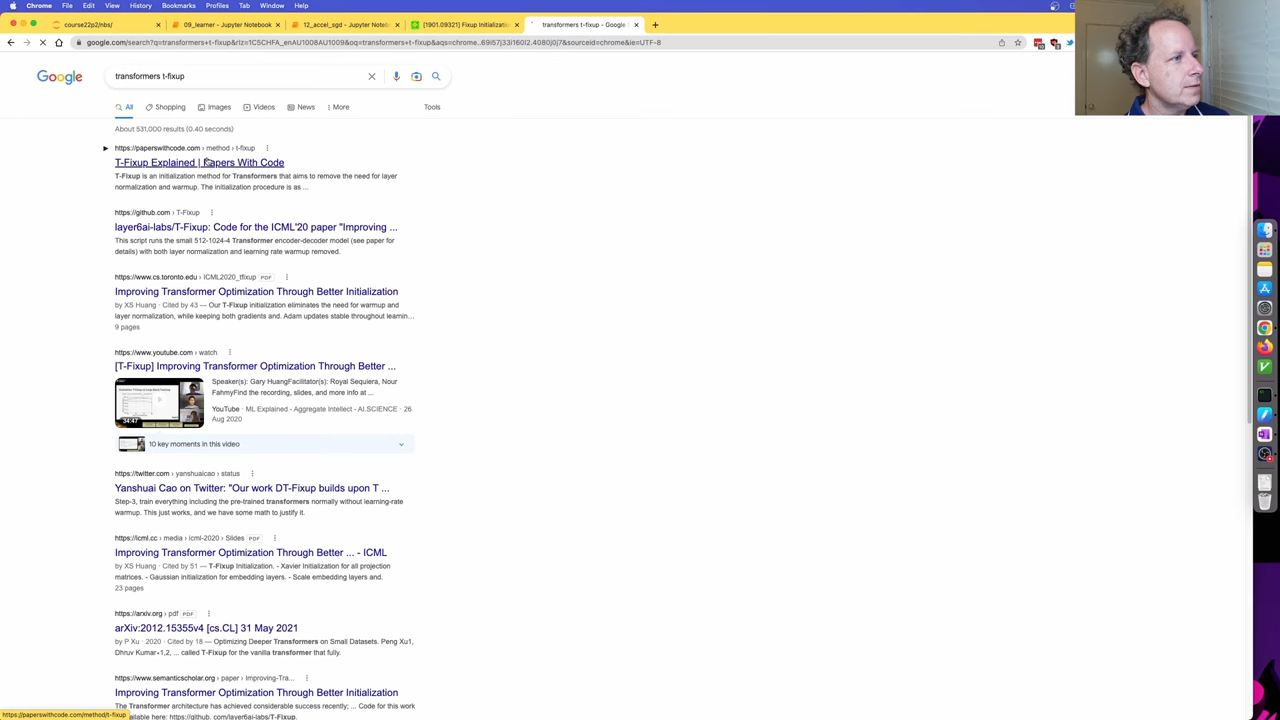 Chrome File Edit View History Bookmarks Profiles Tab Window Help
course22p2/nbs/
09_learner - Jupyter Notebook
12_accel_sgd - Jupyter Notebook
[1901.09321] Fixup Initialization
transformers t-fixup - Google
google.com/search?q=transformers+t-fixup&rlz=1C5CHFA_enAU1008AU1009&oq=transformers+t-fixup&aqs=chrome..69i57j33i160l2.4080j0j7&sourceid=chrome&ie=UTF-8
Google
transformers t-fixup
All Shopping Images Videos News More Tools
About 531,000 results (0.40 seconds)
https://paperswithcode.com › method › t-fixup
T-Fixup Explained | Papers With Code
T-Fixup is an initialization method for Transformers that aims to remove the need for layer
normalization and warmup. The initialization procedure is as ...
https://github.com › T-Fixup
layer6ai-labs/T-Fixup: Code for the ICML'20 paper "Improving ...
This script runs the small 512-1024-4 Transformer encoder-decoder model (see paper for
details) with both layer normalization and learning rate warmup removed.
https://www.cs.toronto.edu › ICML2020_tfixup PDF
Improving Transformer Optimization Through Better Initialization
by XS Huang · Cited by 43 — Our T-Fixup initialization eliminates the need for warmup and
layer normalization, while keeping both gradients and. Adam updates stable throughout learnin...
9 pages
https://www.youtube.com › watch
[T-Fixup] Improving Transformer Optimization Through Better ...
Speaker(s): Gary HuangFacilitator(s): Royal Sequiera, Nour
FahmyFind the recording, slides, and more info at ...
YouTube · ML Explained - Aggregate Intellect - AI.SCIENCE · 26
Aug 2020
34:47
10 key moments in this video
https://twitter.com › yanshuaicao › status
Yanshuai Cao on Twitter: "Our work DT-Fixup builds upon T ...
Step-3, train everything including the pre-trained transformers normally without learning-rate
warmup. This just works, and we have some math to justify it.
https://icml.cc › media › icml-2020 › Slides PDF
Improving Transformer Optimization Through Better ... - ICML
by XS Huang · Cited by 51 — T-Fixup Initialization. - Xavier Initialization for all projection
matrices. - Gaussian initialization for embedding layers. - Scale embedding layers and.
23 pages
https://arxiv.org › pdf PDF
arXiv:2012.15355v4 [cs.CL] 31 May 2021
by P Xu · 2020 · Cited by 18 — Optimizing Deeper Transformers on Small Datasets. Peng Xu1,
Dhruv Kumar∗1,2, ... called T-Fixup for the vanilla transformer that fully.
https://www.semanticscholar.org › paper › Improving-Tra...
Improving Transformer Optimization Through Better Initialization
The Transformer architecture has achieved considerable success recently; ... Code for this work
available here: https://github. com/layer6ai-labs/T-Fixup.
https://paperswithcode.com/method/t-fixup